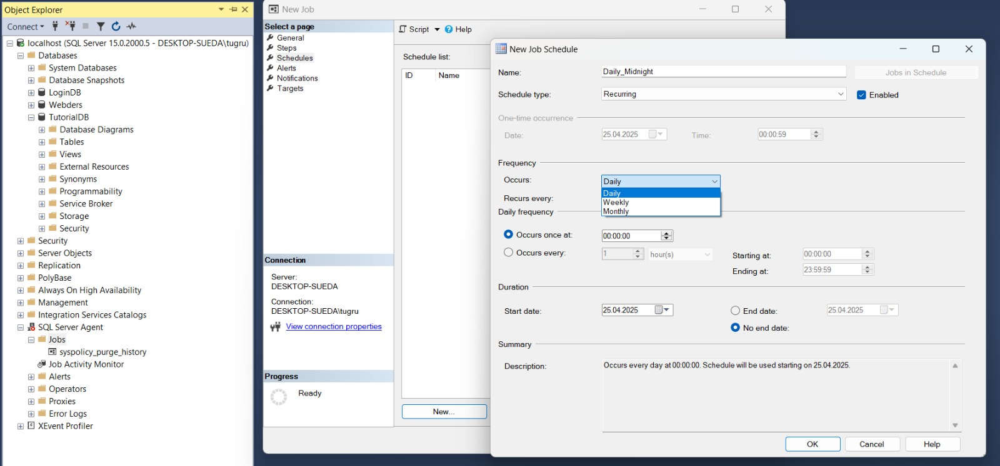 Object Explorer
Connect
localhost (SQL Server 15.0.2000.5 - DESKTOP-SUEDA\tugru)
Databases
System Databases
Database Snapshots
LoginDB
Webders
TutorialDB
Database Diagrams
Tables
Views
External Resources
Synonyms
Programmability
Service Broker
Storage
Security
Security
Server Objects
Replication
PolyBase
Always On High Availability
Management
Integration Services Catalogs
SQL Server Agent
Jobs
syspolicy_purge_history
Job Activity Monitor
Alerts
Operators
Proxies
Error Logs
XEvent Profiler
New Job
Select a page
General
Steps
Schedules
Alerts
Notifications
Targets
Connection
Server:
DESKTOP-SUEDA
Connection:
DESKTOP-SUEDA\tugru
View connection properties
Progress
Ready
Script Help
Schedule list:
ID Name
New...
New Job Schedule
Name: Daily_Midnight Jobs in Schedule
Schedule type: Recurring Enabled
One-time occurrence
Date: 25.04.2025 Time: 00:00:59
Frequency
Occurs: Daily
Daily
Weekly
Monthly
Recurs every:
Daily frequency
Occurs once at: 00:00:00
Occurs every: 1 hour(s) Starting at: 00:00:00
Ending at: 23:59:59
Duration
Start date: 25.04.2025 End date: 25.04.2025
No end date:
Summary
Description: Occurs every day at 00:00:00. Schedule will be used starting on 25.04.2025.
OK Cancel Help